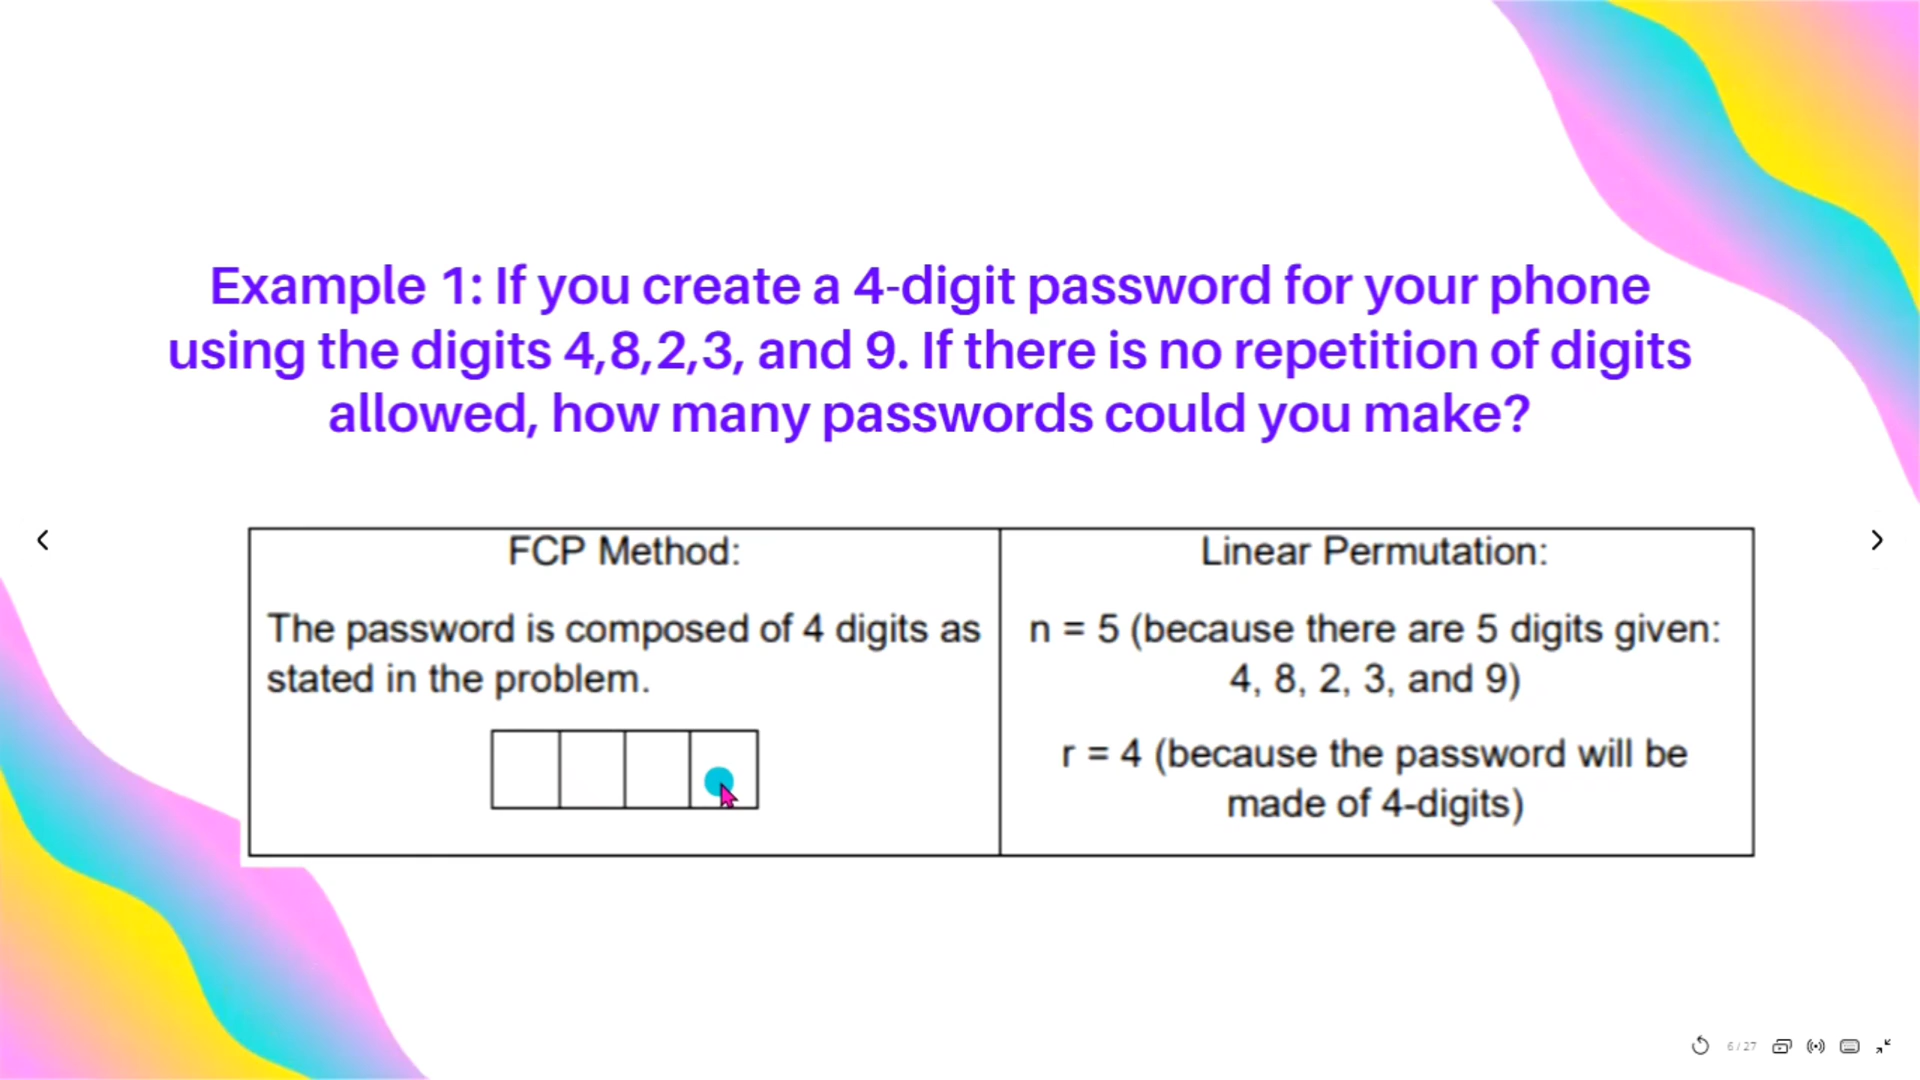 Example 1: If you create a 4-digit password for your phone
using the digits 4,8,2,3, and 9. If there is no repetition of digits
allowed, how many passwords could you make?
FCP Method:
The password is composed of 4 digits as
stated in the problem.
Linear Permutation:
n = 5 (because there are 5 digits given:
4, 8, 2, 3, and 9)
r = 4 (because the password will be
made of 4-digits)
6 / 27